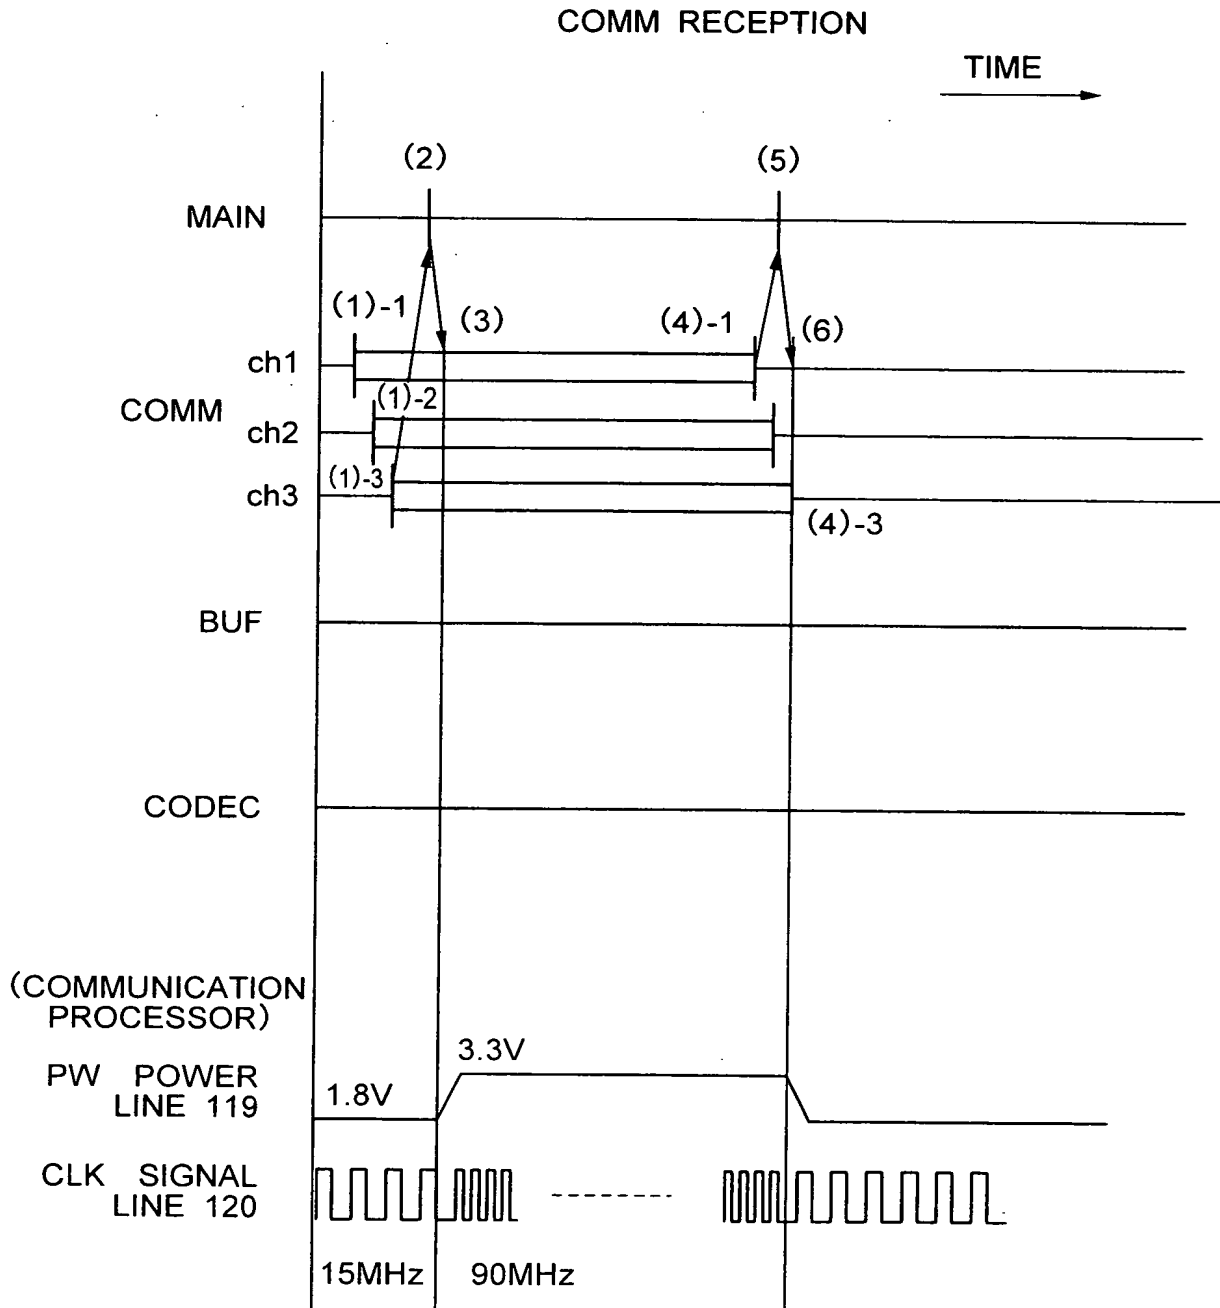 COMM RECEPTION
TIME
(2)
(5)
MAIN
(1)-1
(3)
(4)-1
(6)
ch1
(1)-2
COMM
ch2
(1)-3
ch3
(4)-3
BUF
CODEC
(COMMUNICATION
PROCESSOR)
3.3V
PW POWER
LINE 119
1.8V
CLK SIGNAL
LINE 120
15MHz
90MHz